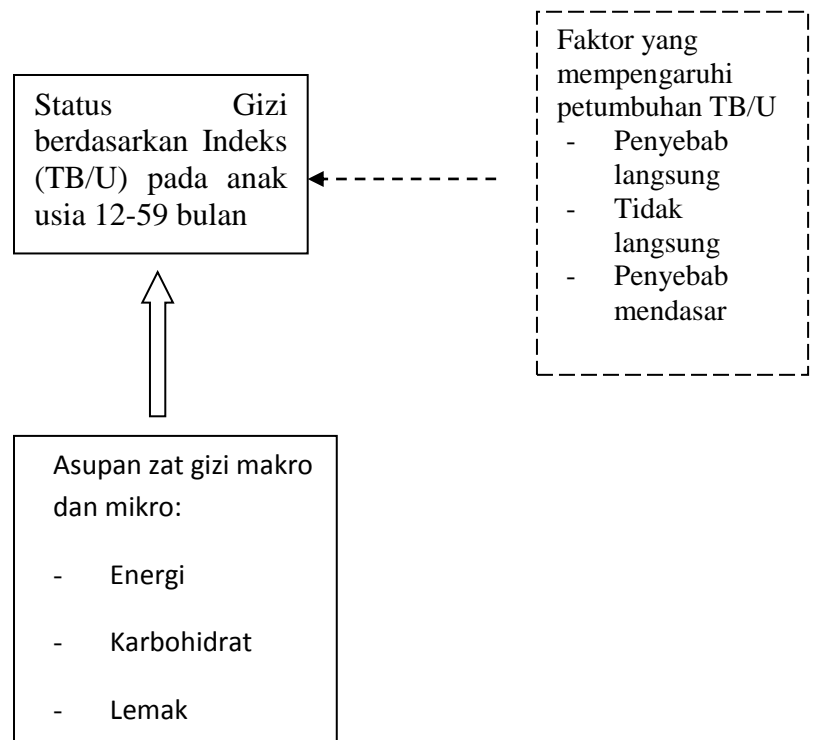 Status Gizi
berdasarkan Indeks
(TB/U) pada anak
usia 12-59 bulan
Faktor yang
mempengaruhi
petumbuhan TB/U
- Penyebab
langsung
- Tidak
langsung
- Penyebab
mendasar
Asupan zat gizi makro
dan mikro:
- Energi
- Karbohidrat
- Lemak